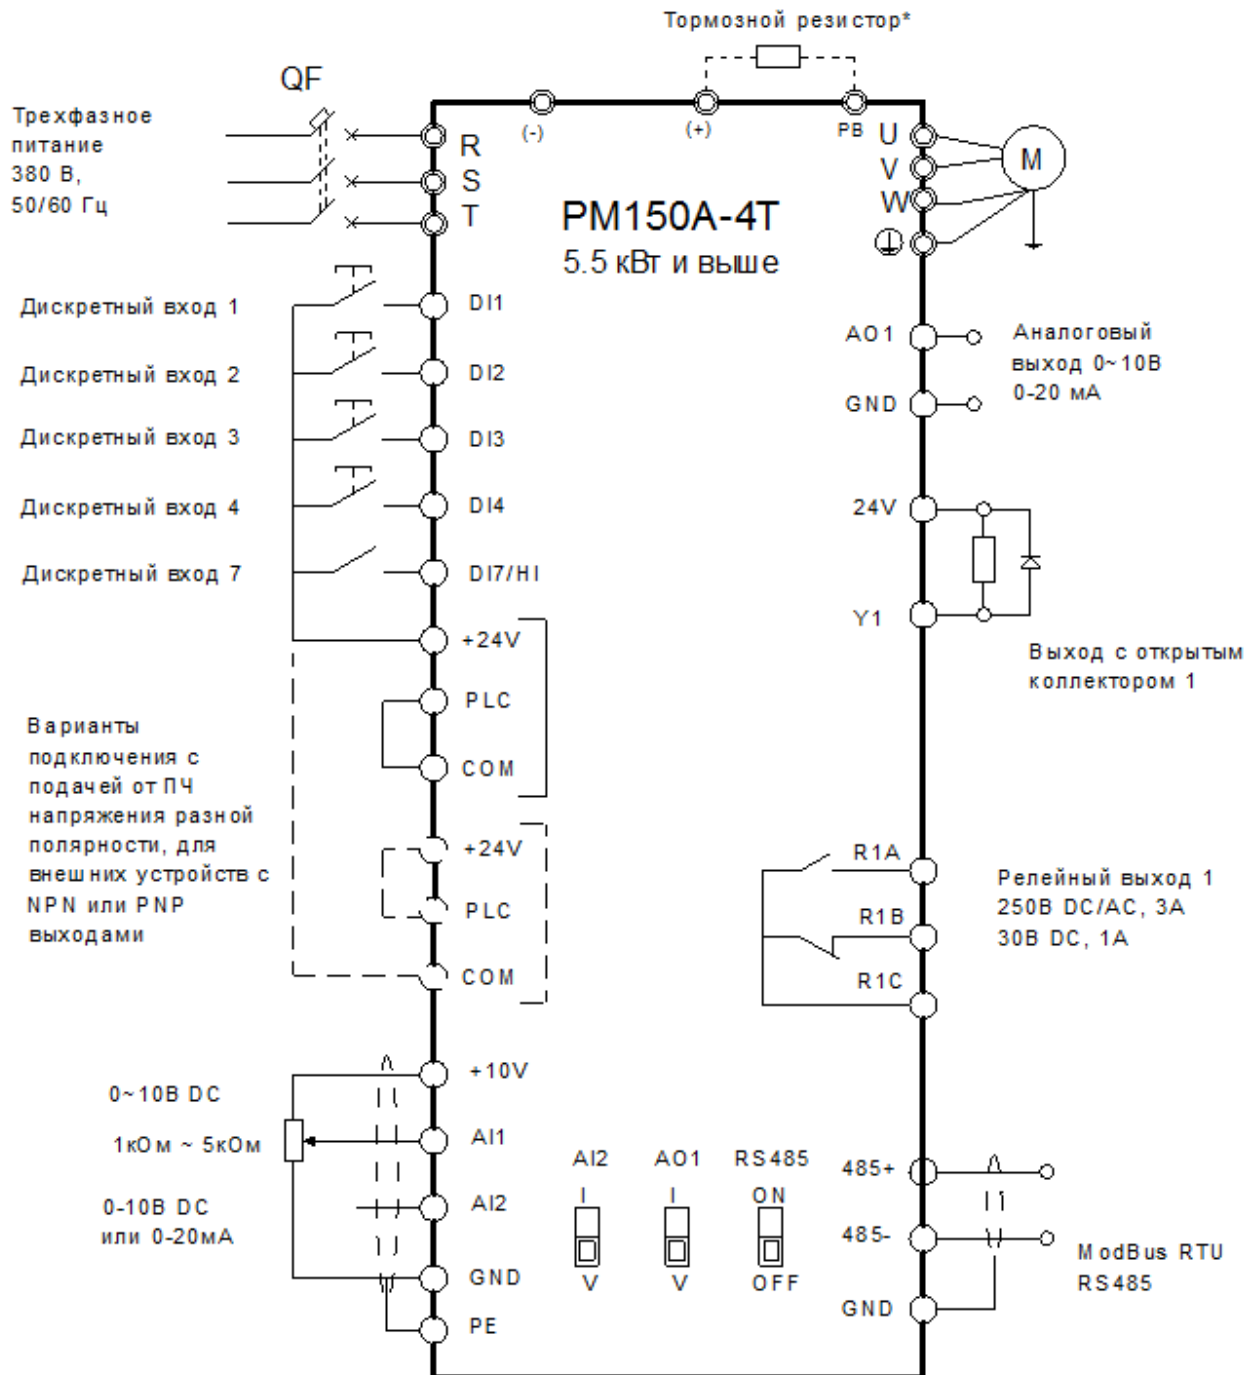 Тормозной резистор*
QF
Трехфазное
питание
380 В,
50/60 Гц
(-)
(+)
PB
R
S
T
U
V
W
M
PM150A-4T
5.5 кВт и выше
Дискретный вход 1
DI1
Дискретный вход 2
DI2
Дискретный вход 3
DI3
Дискретный вход 4
DI4
Дискретный вход 7
DI7/HI
+24V
PLC
COM
AO1
GND
Аналоговый
выход 0~10В
0-20 мА
24V
Y1
Выход с открытым
коллектором 1
Варианты
подключения с
подачей от ПЧ
напряжения разной
полярности, для
внешних устройств с
NPN или PNP
выходами
+24V
PLC
COM
R1A
R1B
R1C
Релейный выход 1
250В DC/AC, 3А
30В DC, 1А
0~10В DC
1кОм ~ 5кОм
0-10В DC
или 0-20мА
+10V
AI1
AI2
GND
PE
AI2
I
V
AO1
I
V
RS485
ON
OFF
485+
485-
GND
ModBus RTU
RS485